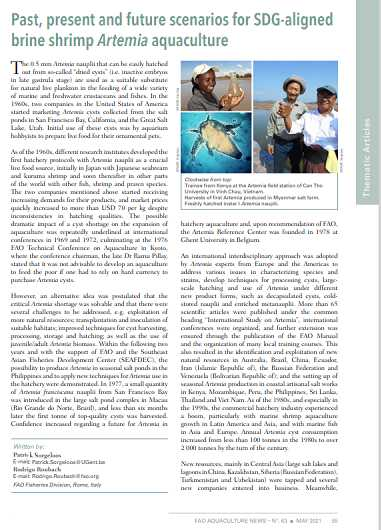 Past, present and future scenarios for SDG-aligned
brine shrimp Artemia aquaculture
The 0.5 mm Artemia nauplii that can be easily hatched
out from so-called "dried cysts" (i.e. inactive embryos
in late gastrula stage) are used as a suitable substitute
for natural live plankton in the feeding of a wide variety
of marine and freshwater crustaceans and fishes. In the
1960s, two companies in the United States of America
started marketing Artemia cysts collected from the salt
ponds in San Francisco Bay, California, and the Great Salt
Lake, Utah. Initial use of these cysts was by aquarium
hobbyists to prepare live food for their ornamental pets.
As of the 1960s, different research institutes developed the
first hatchery protocols with Artemia nauplii as a crucial
live food source, initially in Japan with Japanese seabream
and kuruma shrimp and soon thereafter in other parts
of the world with other fish, shrimp and prawn species.
The two companies mentioned above started receiving
increasing demands for their products, and market prices
quickly increased to more than USD 70 per kg despite
inconsistencies in hatching qualities. The possible
dramatic impact of a cyst shortage on the expansion of
aquaculture was repeatedly underlined at international
conferences in 1969 and 1972, culminating at the 1976
FAO Technical Conference on Aquaculture in Kyoto,
where the conference chairman, the late Dr Ramu Pillay,
stated that it was not advisable to develop an aquaculture
to feed the poor if one had to rely on hard currency to
purchase Artemia cysts.
However, an alternative idea was postulated that the
critical Artemia shortage was solvable and that there were
several challenges to be addressed, e.g. exploitation of
more natural resources; transplantation and inoculation of
suitable habitats; improved techniques for cyst harvesting,
processing, storage and hatching; as well as the use of
juvenile/adult Artemia biomass. Within the following two
years and with the support of FAO and the Southeast
Asian Fisheries Development Center (SEAFDEC), the
possibility to produce Artemia in seasonal salt ponds in the
Philippines and to apply new techniques for Artemia use in
the hatchery were demonstrated. In 1977, a small quantity
of Artemia franciscana nauplii from San Francisco Bay
was introduced in the large salt pond complex in Macau
(Rio Grande do Norte, Brazil), and less than six months
later the first tonne of top-quality cysts was harvested.
Confidence increased regarding a future for Artemia in
Written by:
Patrick Sorgeloos
E-mail: Patrick.Sorgeloos@UGent.be
Rodrigo Roubach
E-mail: Rodrigo.Roubach@fao.org
FAO Fisheries Division, Rome, Italy
Clockwise from top:
Trainee from Kenya at the Artemia field station of Can Tho
University in Vinh Chau, Vietnam.
Harvests of first Artemia produced in Myanmar salt farm.
Freshly hatched instar I Artemia nauplii.
hatchery aquaculture and, upon recommendation of FAO,
the Artemia Reference Center was founded in 1978 at
Ghent University in Belgium.
An international interdisciplinary approach was adopted
by Artemia experts from Europe and the Americas to
address various issues in characterizing species and
strains, develop techniques for processing cysts, large-
scale hatching and use of Artemia under different
new product forms, such as decapsulated cysts, cold-
stored nauplii and enriched metanauplii. More than 65
scientific articles were published under the common
heading "International Study on Artemia", international
conferences were organized, and further extension was
ensured through the publication of the FAO Manual
and the organization of many local training courses. This
also resulted in the identification and exploitation of new
natural resources in Australia, Brazil, China, Ecuador,
Iran (Islamic Republic of), the Russian Federation and
Venezuela (Bolivarian Republic of); and the setting up of
seasonal Artemia production in coastal artisanal salt works
in Kenya, Mozambique, Peru, the Philippines, Sri Lanka,
Thailand and Viet Nam. As of the 1980s, and especially in
the 1990s, the commercial hatchery industry experienced
a boom, particularly with marine shrimp aquaculture
growth in Latin America and Asia, and with marine fish
in Asia and Europe. Annual Artemia cyst consumption
increased from less than 100 tonnes in the 1980s to over
2 000 tonnes by the turn of the century.
New resources, mainly in Central Asia (large salt lakes and
lagoons in China, Kazakhstan, Siberia (Russian Federation),
Turkmenistan and Uzbekistan) were tapped and several
new companies entered into business. Meanwhile,
Thematic Articles
FAO AQUACULTURE NEWS • N°. 63 ■ MAY 2021